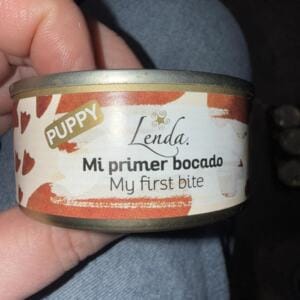 PUPPY
Lenda.
Mi primer bocado
My first bite